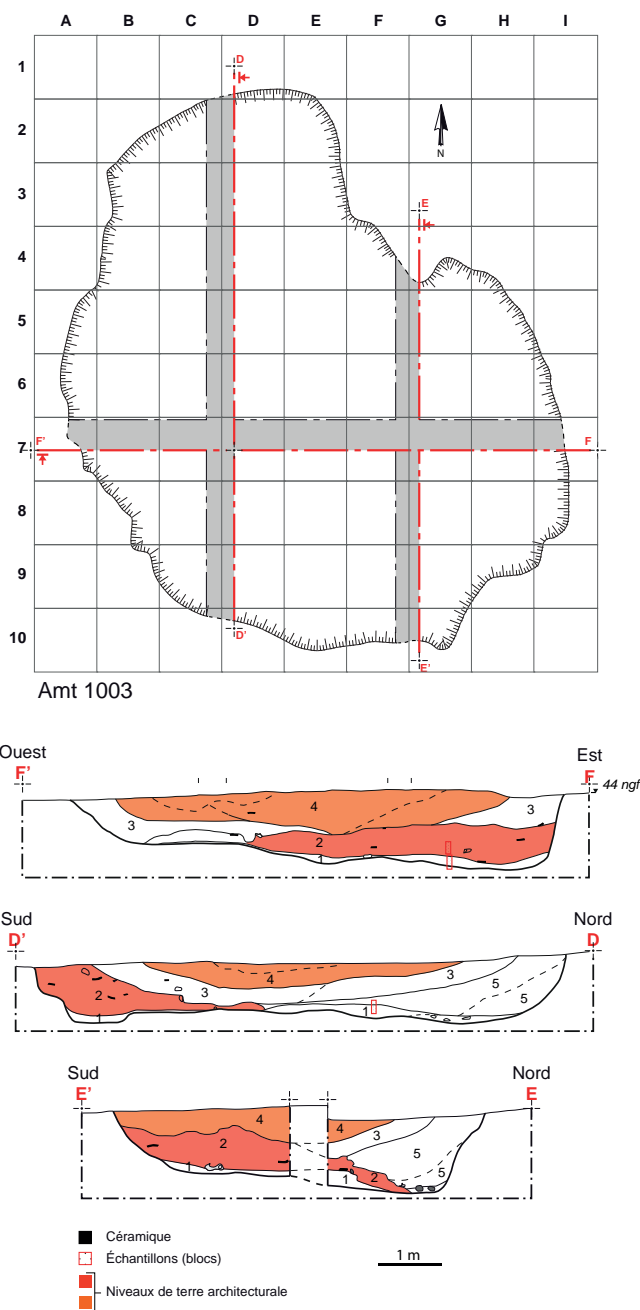 A B C D E F G H I
1
D
2
N
3
E
4
5
6
F'
F
7
8
9
10
D'
E'
Amt 1003
Ouest
Est
F'
F
44 ngf
4
3
3
2
1
Sud
Nord
D'
D
4
3
5
2
3
5
1
1
Sud
Nord
E'
E
4
4
3
2
5
1
1
2
5
Céramique
Échantillons (blocs)
1 m
Niveaux de terre architecturale